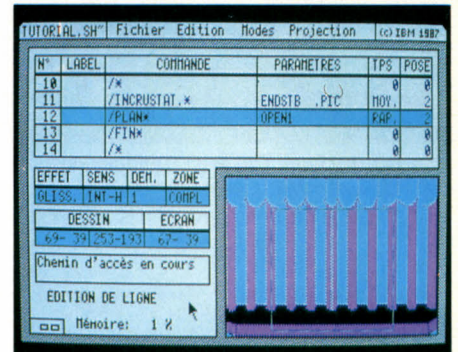 TUTORIAL.SH" Fichier Edition Modes Projection (c) IBM 1987
N° LABEL COMMANDE PARAMETRES TPS POSE
10 /* 0 0
11 /INCRUSTAT.* ENDSTB .PIC MOY. 2
12 /PLAN* OPEN1 RAP. 2
13 /FIN* 0 0
14 /* 0 0
EFFET SENS DEM. ZONE
GLISS. INT-H 1 COMPL
DESSIN ECRAN
69- 39 253-193 67- 39
Chemin d'accès en cours
EDITION DE LIGNE
Mémoire: 1 %